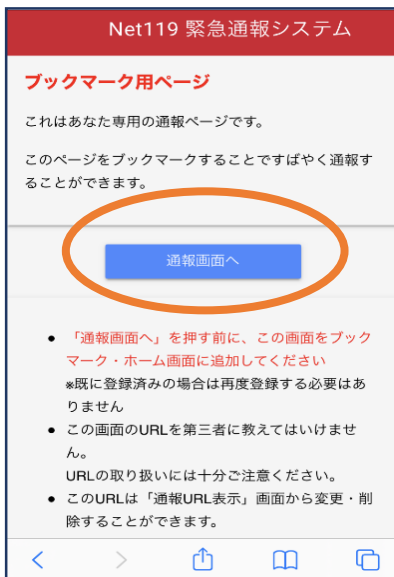 Net119 緊急通報システム
ブックマーク用ページ
これはあなた専用の通報ページです。
このページをブックマークすることですばやく通報す
ることができます。
通報画面へ
● 「通報画面へ」を押す前に、この画面をブック
マーク・ホーム画面に追加してください
※既に登録済みの場合は再度登録する必要はあ
りません
● この画面のURLを第三者に教えてはいけませ
ん。
URLの取り扱いには十分ご注意ください。
● このURLは「通報URL表示」画面から変更・削
除することができます。